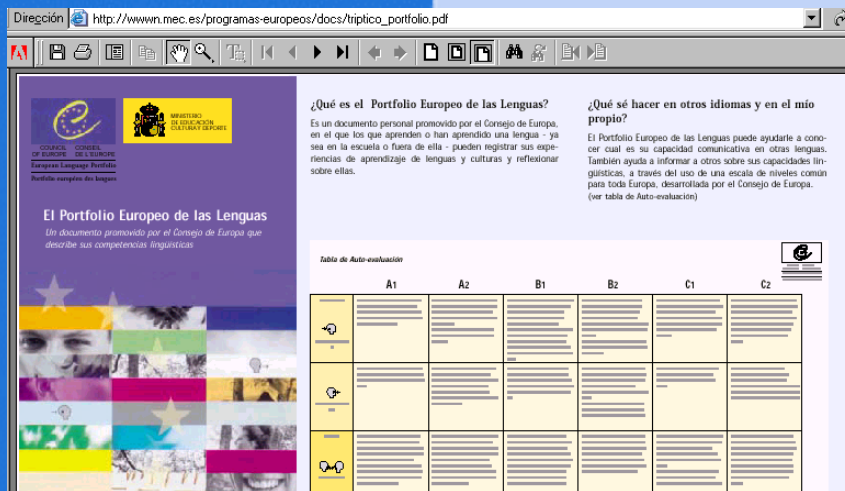 Dirección http://wwwn.mec.es/programas-europeos/docs/triptico_portfolio.pdf
COUNCIL CONSEIL
OF EUROPE DE L'EUROPE
European Language Portfolio
Portfolio européen des langues
MINISTERIO
DE EDUCACIÓN
CULTURA Y DEPORTE
El Portfolio Europeo de las Lenguas
Un documento promovido por el Consejo de Europa que
describe sus competencias lingüísticas
¿Qué es el Portfolio Europeo de las Lenguas?
Es un documento personal promovido por el Consejo de Europa,
en el que los que aprenden o han aprendido una lengua - ya
sea en la escuela o fuera de ella - pueden registrar sus expe-
riencias de aprendizaje de lenguas y culturas y reflexionar
sobre ellas.
¿Qué sé hacer en otros idiomas y en el mío
propio?
El Portfolio Europeo de las Lenguas puede ayudarle a cono-
cer cual es su capacidad comunicativa en otras lenguas.
También ayuda a informar a otros sobre sus capacidades lin-
güísticas, a través del uso de una escala de niveles común
para toda Europa, desarrollada por el Consejo de Europa.
(ver tabla de Auto-evaluación)
Tabla de Auto-evaluación
A1 A2 B1 B2 C1 C2